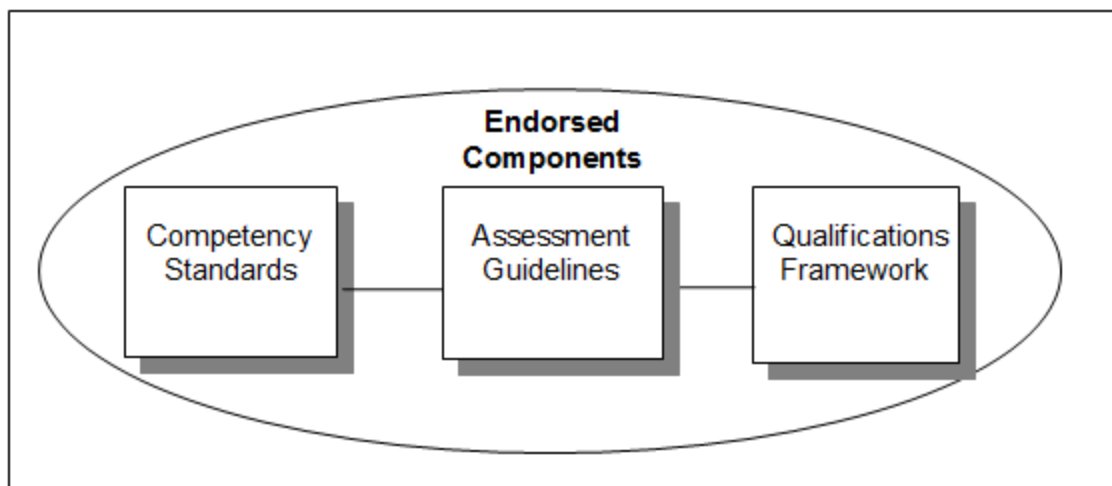 Endorsed
Components
Competency
Standards
Assessment
Guidelines
Qualifications
Framework